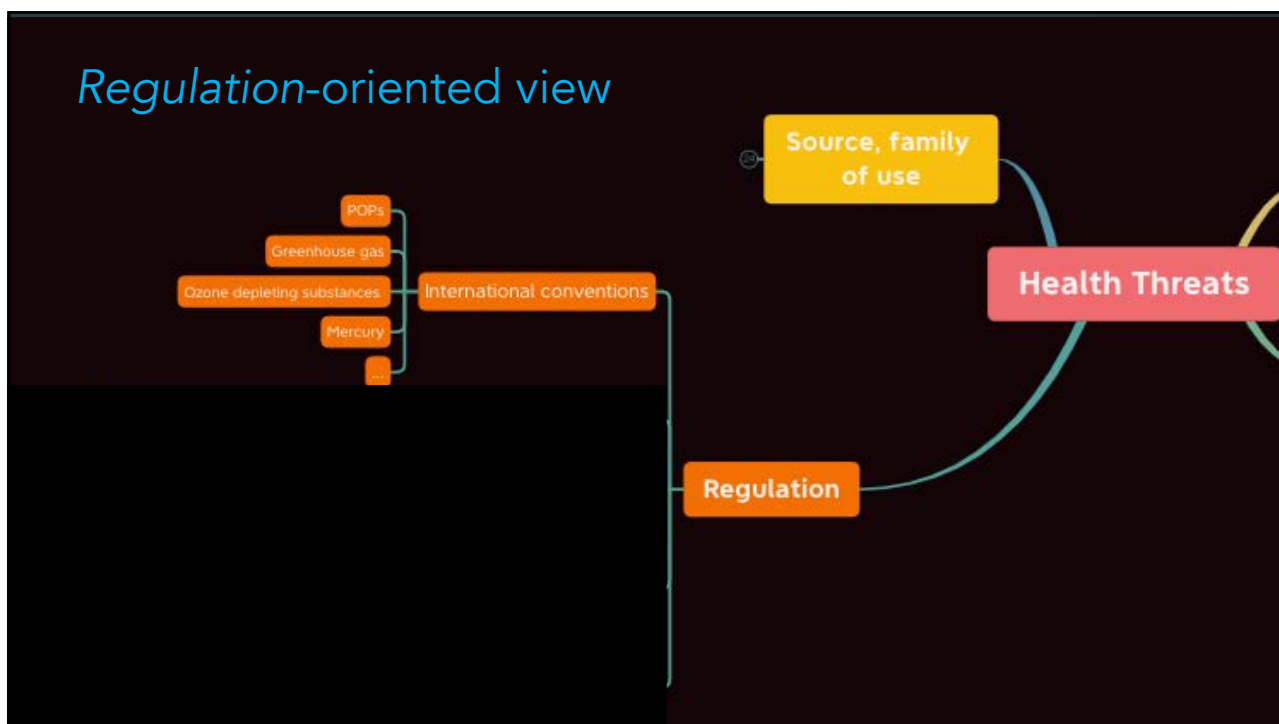 Regulation-oriented view
Source, family
of use
24
POPs
Greenhouse gas
Health Threats
Ozone depleting substances
International conventions
Mercury
...
Regulation